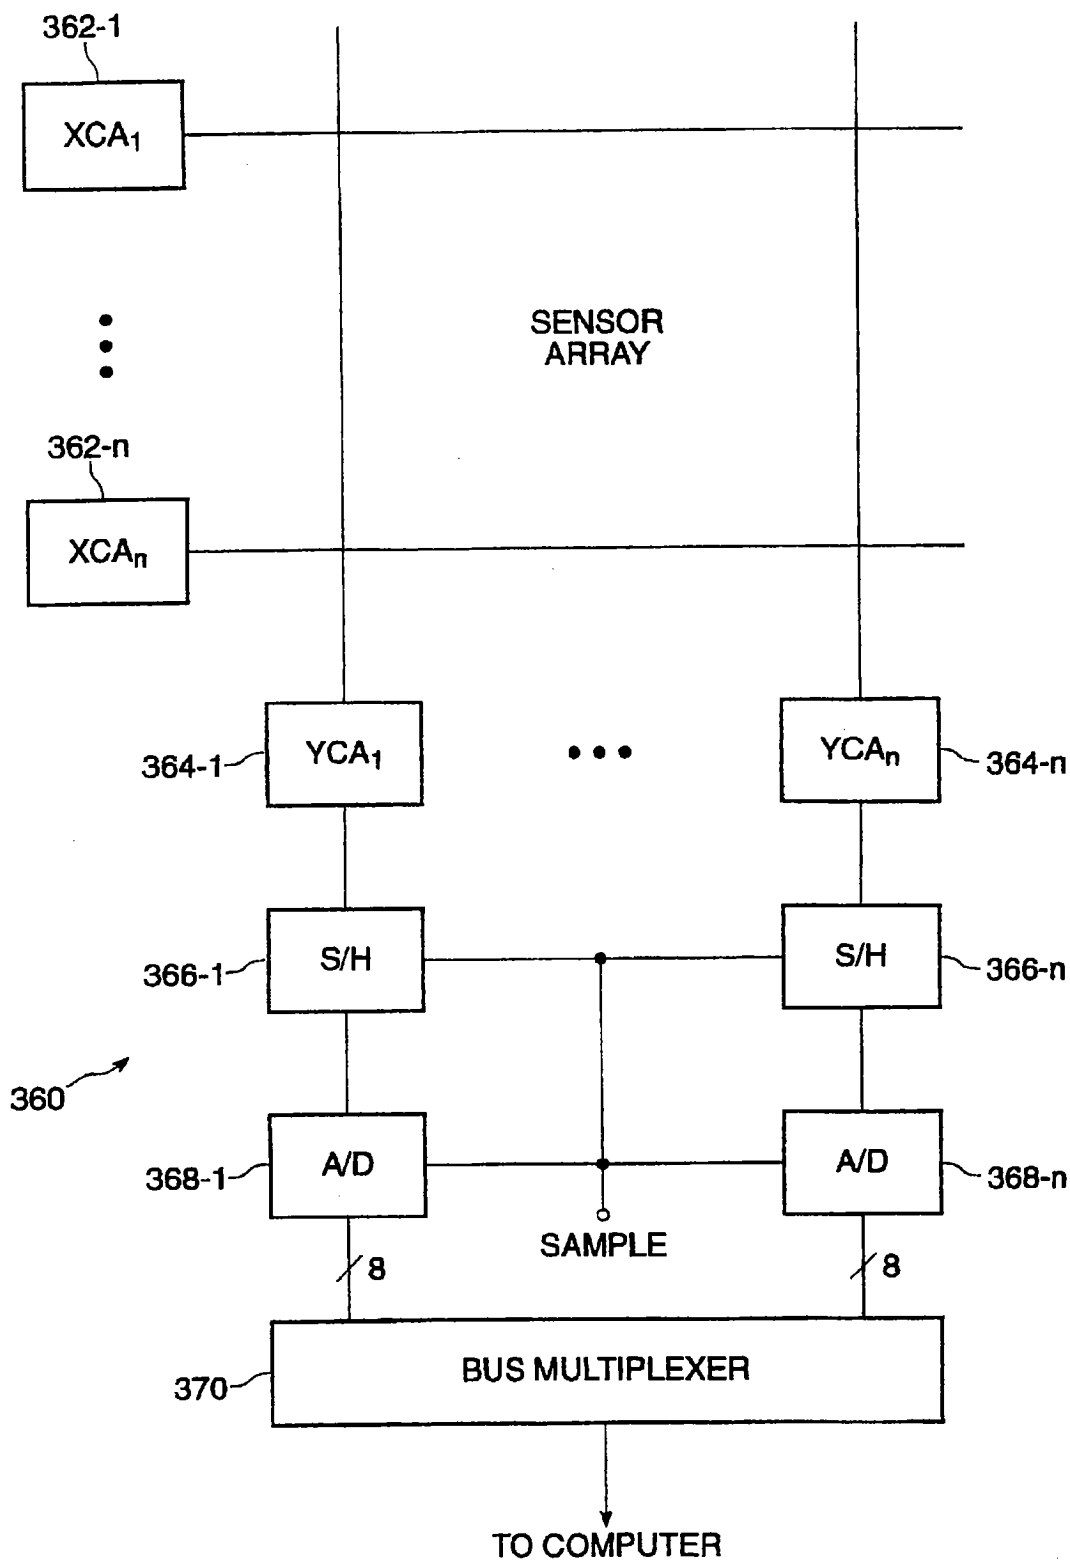 362-1
XCA1
SENSOR
ARRAY
362-n
XCAn
364-1
YCA1
YCAn
364-n
366-1
S/H
S/H
366-n
360
368-1
A/D
A/D
368-n
SAMPLE
8
8
370
BUS MULTIPLEXER
TO COMPUTER